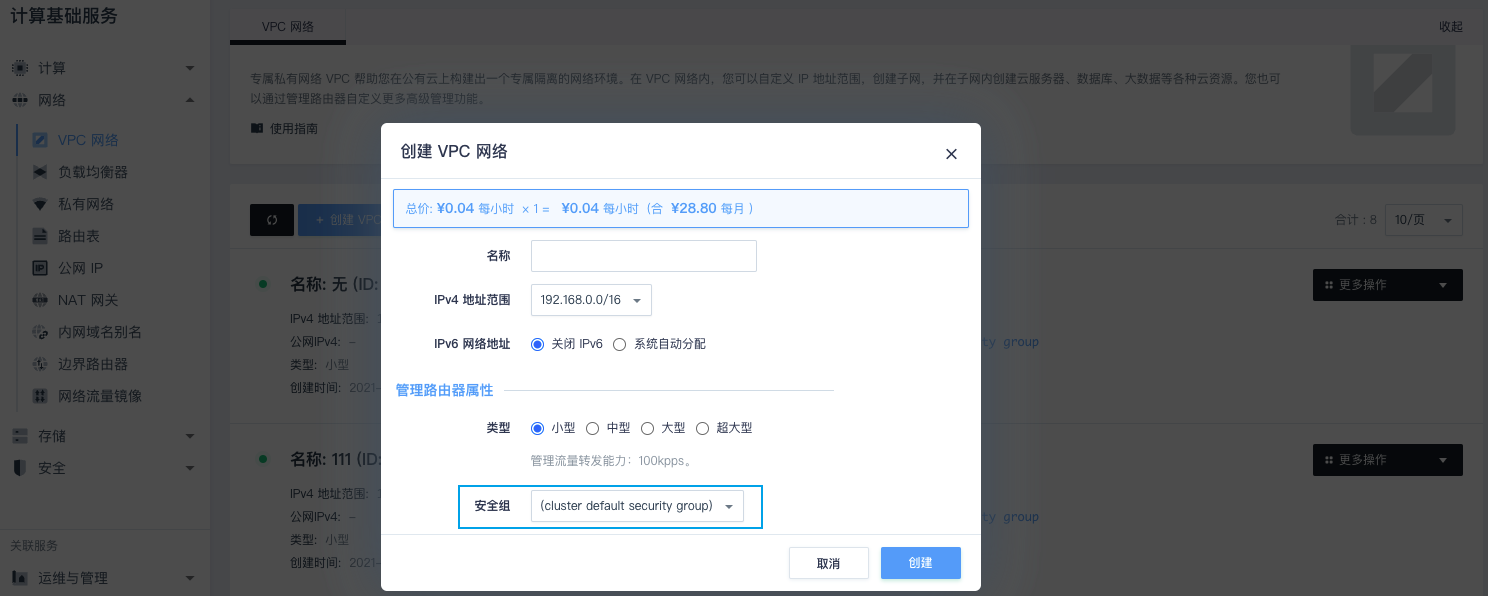 计算基础服务
计算
网络
VPC 网络
负载均衡器
私有网络
路由表
公网 IP
NAT 网关
内网域名别名
边界路由器
网络流量镜像
存储
安全
关联服务
运维与管理
VPC 网络
收起
专属私有网络 VPC 帮助您在公有云上构建出一个专属隔离的网络环境。在 VPC 网络内，您可以自定义 IP 地址范围、创建子网，并在子网内创建云服务器、数据库、大数据等各种云资源。您也可
以通过管理路由器自定义更多高级管理功能。
使用指南
+ 创建 VPC
合计 : 8 10/页
名称: 无 (ID:
更多操作
IPv4 地址范围:
公网IPv4: –
ty group
类型: 小型
创建时间: 2021-
名称: 111 (ID:
更多操作
IPv4 地址范围:
公网IPv4: –
ty group
类型: 小型
创建时间: 2021-
创建 VPC 网络
总价: ¥0.04 每小时 × 1 = ¥0.04 每小时 (合 ¥28.80 每月 )
名称
IPv4 地址范围 192.168.0.0/16
IPv6 网络地址 关闭 IPv6 系统自动分配
管理路由器属性
类型 小型 中型 大型 超大型
管理流量转发能力：100kpps。
安全组 (cluster default security group)
取消 创建